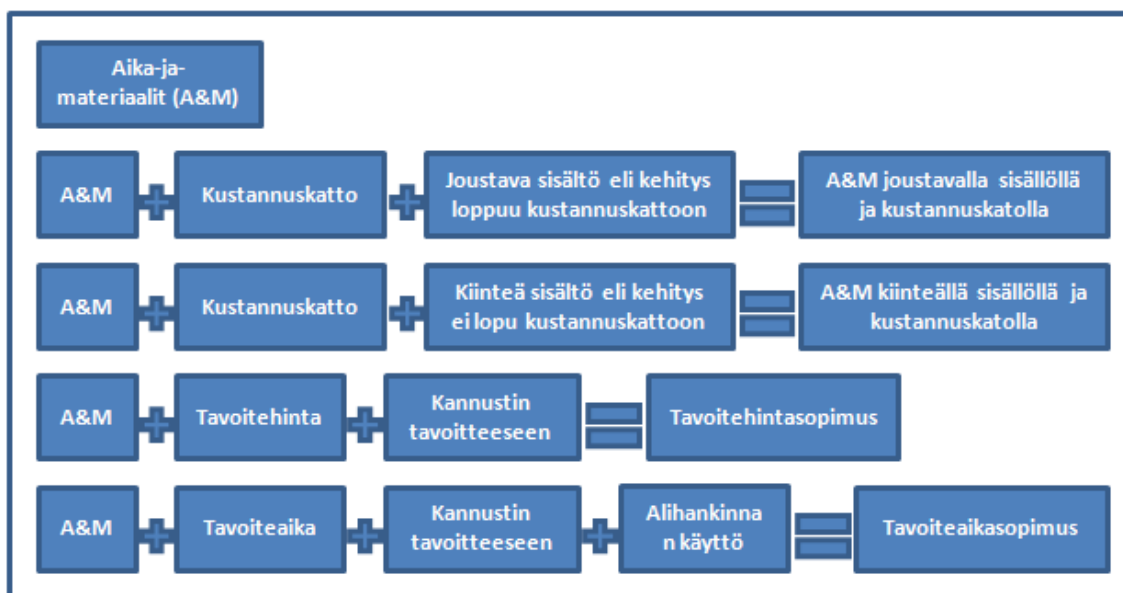 Aika-ja-
materiaalit (A&M)
A&M + Kustannuskatto + Joustava sisältö eli kehitys
loppuu kustannuskattoon = A&M joustavalla sisällöllä
ja kustannuskatolla
A&M + Kustannuskatto + Kiinteä sisältö eli kehitys
ei lopu kustannuskattoon = A&M kiinteällä sisällöllä ja
kustannuskatolla
A&M + Tavoitehinta + Kannustin
tavoitteeseen = Tavoitehintasopimus
A&M + Tavoiteaika + Kannustin
tavoitteeseen + Alihankinna
n käyttö = Tavoiteaikasopimus